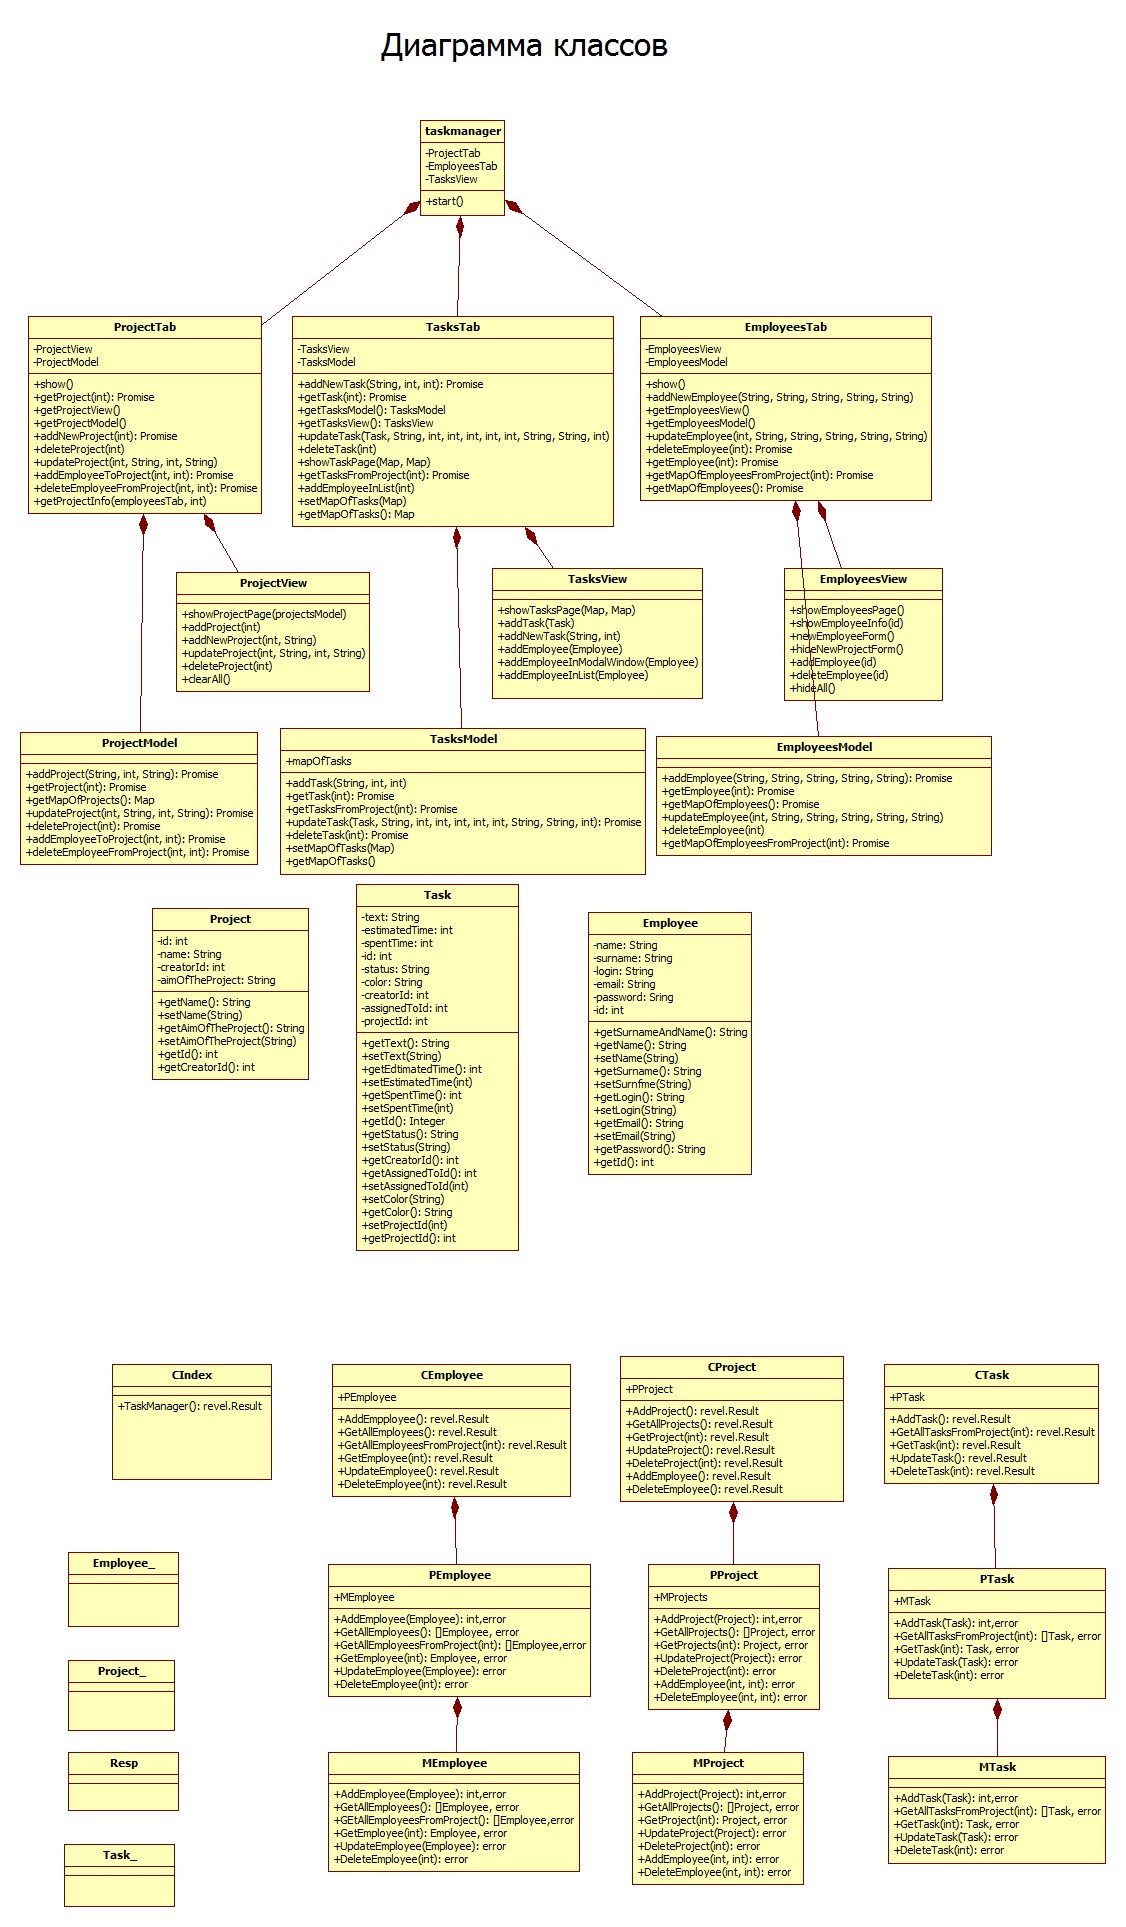 Диаграмма классов
taskmanager
-ProjectTab
-EmployeesTab
-TasksView
+start()
ProjectTab
-ProjectView
-ProjectModel
+show()
+getProject(int): Promise
+getProjectView()
+getProjectModel()
+addNewProject(int): Promise
+deleteProject(int)
+updateProject(int, String, int, String)
+addEmployeeToProject(int, int): Promise
+deleteEmployeeFromProject(int, int): Promise
+getProjectInfo(employeesTab, int)
TasksTab
-TasksView
-TasksModel
+addNewTask(String, int, int): Promise
+getTask(int): Promise
+getTasksModel(): TasksModel
+getTasksView(): TasksView
+updateTask(Task, String, int, int, int, int, int, String, String, int)
+deleteTask(int)
+showTaskPage(Map, Map)
+getTasksFromProject(int): Promise
+addEmployeeInList(int)
+setMapOfTasks(Map)
+getMapOfTasks(): Map
EmployeesTab
-EmployeesView
-EmployeesModel
+show()
+addNewEmployee(String, String, String, String, String)
+getEmployeesView()
+getEmployeesModel()
+updateEmployee(int, String, String, String, String, String)
+deleteEmployee(int): Promise
+getEmployee(int): Promise
+getMapOfEmployeesFromProject(int): Promise
+getMapOfEmployees(): Promise
ProjectView
+showProjectPage(projectsModel)
+addProject(int)
+addNewProject(int, String)
+updateProject(int, String, int, String)
+deleteProject(int)
+clearAll()
TasksView
+showTasksPage(Map, Map)
+addTask(Task)
+addNewTask(String, int)
+addEmployee(Employee)
+addEmployeeInModalWindow(Employee)
+addEmployeeInList(Employee)
EmployeesView
+showEmployeesPage()
+showEmployeeInfo(id)
+newEmployeeForm()
+hideNewProjectForm()
+addEmployee(id)
+deleteEmployee(id)
+hideAll()
ProjectModel
+addProject(String, int, String): Promise
+getProject(int): Promise
+getMapOfProjects(): Map
+updateProject(int, String, int, String): Promise
+deleteProject(int): Promise
+addEmployeeToProject(int, int): Promise
+deleteEmployeeFromProject(int, int): Promise
TasksModel
+mapOfTasks
+addTask(String, int, int)
+getTask(int): Promise
+getTasksFromProject(int): Promise
+updateTask(Task, String, int, int, int, int, int, String, String, int): Promise
+deleteTask(int): Promise
+setMapOfTasks(Map)
+getMapOfTasks()
EmployeesModel
+addEmployee(String, String, String, String, String): Promise
+getEmployee(int): Promise
+getMapOfEmployees(): Promise
+updateEmployee(int, String, String, String, String, String)
+deleteEmployee(int)
+getMapOfEmployeesFromProject(int): Promise
Project
-id: int
-name: String
-creatorId: int
-aimOfTheProject: String
+getName(): String
+setName(String)
+getAimOfTheProject(): String
+setAimOfTheProject(String)
+getId(): int
+getCreatorId(): int
Task
-text: String
-estimatedTime: int
-spentTime: int
-id: int
-status: String
-color: String
-creatorId: int
-assignedToId: int
-projectId: int
+getText(): String
+setText(String)
+getEdtimatedTime(): int
+setEstimatedTime(int)
+getSpentTime(): int
+setSpentTime(int)
+getId(): Integer
+getStatus(): String
+setStatus(String)
+getCreatorId(): int
+getAssignedToId(): int
+setAssignedToId(int)
+setColor(String)
+getColor(): String
+setProjectId(int)
+getProjectId(): int
Employee
-name: String
-surname: String
-login: String
-email: String
-password: Sring
-id: int
+getSurnameAndName(): String
+getName(): String
+setName(String)
+getSurname(): String
+setSurnfme(String)
+getLogin(): String
+setLogin(String)
+getEmail(): String
+setEmail(String)
+getPassword(): String
+getId(): int
CIndex
+TaskManager(): revel.Result
CEmployee
+PEmployee
+AddEmpployee(): revel.Result
+GetAllEmployees(): revel.Result
+GetAllEmployeesFromProject(int): revel.Result
+GetEmployee(int): revel.Result
+UpdateEmployee(): revel.Result
+DeleteEmployee(int): revel.Result
CProject
+PProject
+AddProject(): revel.Result
+GetAllProjects(): revel.Result
+GetProject(int): revel.Result
+UpdateProject(): revel.Result
+DeleteProject(int): revel.Result
+AddEmployee(): revel.Result
+DeleteEmployee(): revel.Result
CTask
+PTask
+AddTask(): revel.Result
+GetAllTasksFromProject(int): revel.Result
+GetTask(int): revel.Result
+UpdateTask(): revel.Result
+DeleteTask(int): revel.Result
Employee_
PEmployee
+MEmployee
+AddEmployee(Employee): int,error
+GetAllEmployees(): []Employee, error
+GetAllEmployeesFromProject(int): []Employee,error
+GetEmployee(int): Employee, error
+UpdateEmployee(Employee): error
+DeleteEmployee(int): error
PProject
+MProjects
+AddProject(Project): int,error
+GetAllProjects(): []Project, error
+GetProjects(int): Project, error
+UpdateProject(Project): error
+DeleteProject(int): error
+AddEmployee(int, int): error
+DeleteEmployee(int, int): error
PTask
+MTask
+AddTask(Task): int,error
+GetAllTasksFromProject(int): []Task, error
+GetTask(int): Task, error
+UpdateTask(Task): error
+DeleteTask(int): error
Project_
Resp
MEmployee
+AddEmployee(Employee): int,error
+GetAllEmployees(): []Employee, error
+GEtAllEmployeesFromProject(): []Employee,error
+GetEmployee(int): Employee, error
+UpdateEmployee(Employee): error
+DeleteEmployee(int): error
MProject
+AddProject(Project): int,error
+GetAllProjects(): []Project, error
+GetProject(int): Project, error
+UpdateProject(Project): error
+DeleteProject(int): error
+AddEmployee(int, int): error
+DeleteEmployee(int, int): error
MTask
+AddTask(Task): int,error
+GetAllTasksFromProject(int): []Task, error
+GetTask(int): Task, error
+UpdateTask(Task): error
+DeleteTask(int): error
Task_